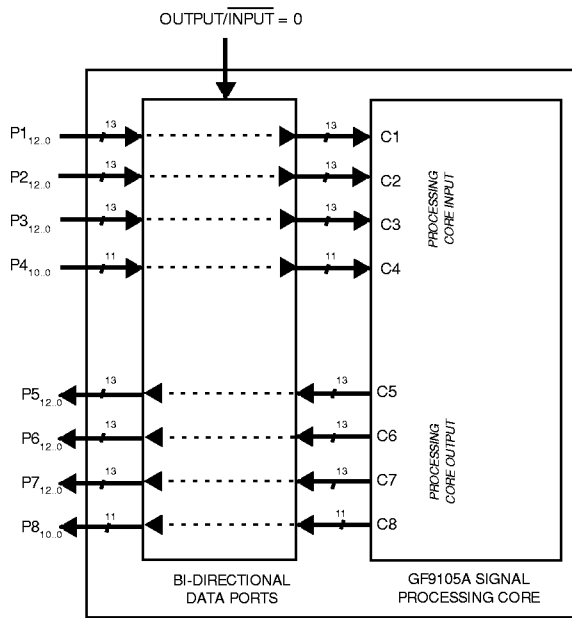 OUTPUT/INPUT = 0
P1 12..0 13 13 C1
P2 12..0 13 13 C2
P3 12..0 13 13 C3
P4 10..0 11 11 C4
PROCESSING
CORE INPUT
P5 12..0 13 13 C5
P6 12..0 13 13 C6
P7 12..0 13 13 C7
P8 10..0 11 11 C8
PROCESSING
CORE OUTPUT
BI-DIRECTIONAL
DATA PORTS
GF9105A SIGNAL
PROCESSING CORE